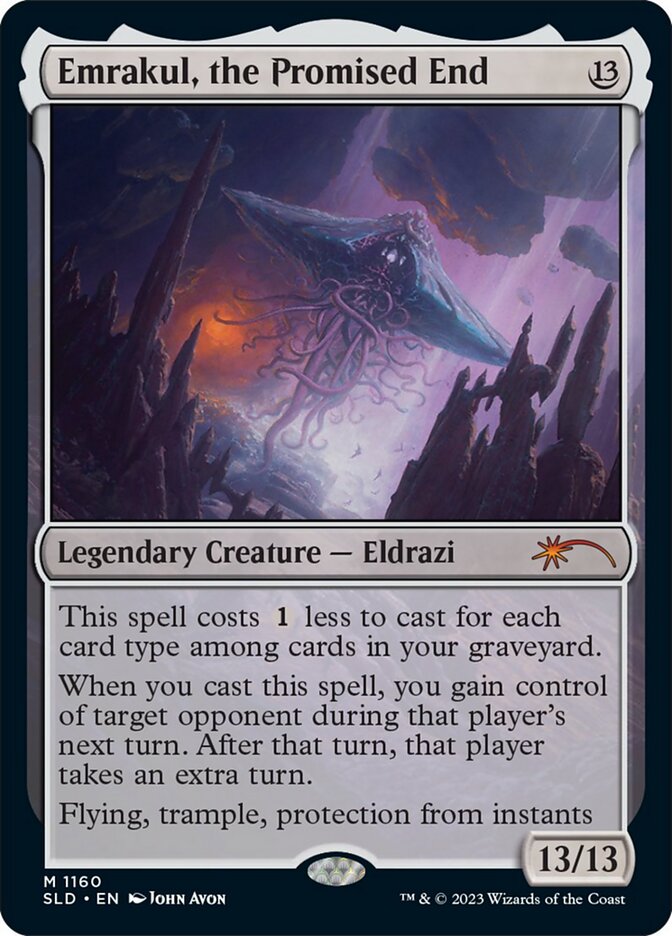 Emrakul, the Promised End 13
Legendary Creature — Eldrazi
This spell costs 1 less to cast for each
card type among cards in your graveyard.
When you cast this spell, you gain control
of target opponent during that player's
next turn. After that turn, that player
takes an extra turn.
Flying, trample, protection from instants
13/13
M 1160
SLD • EN John Avon
™ & © 2023 Wizards of the Coast